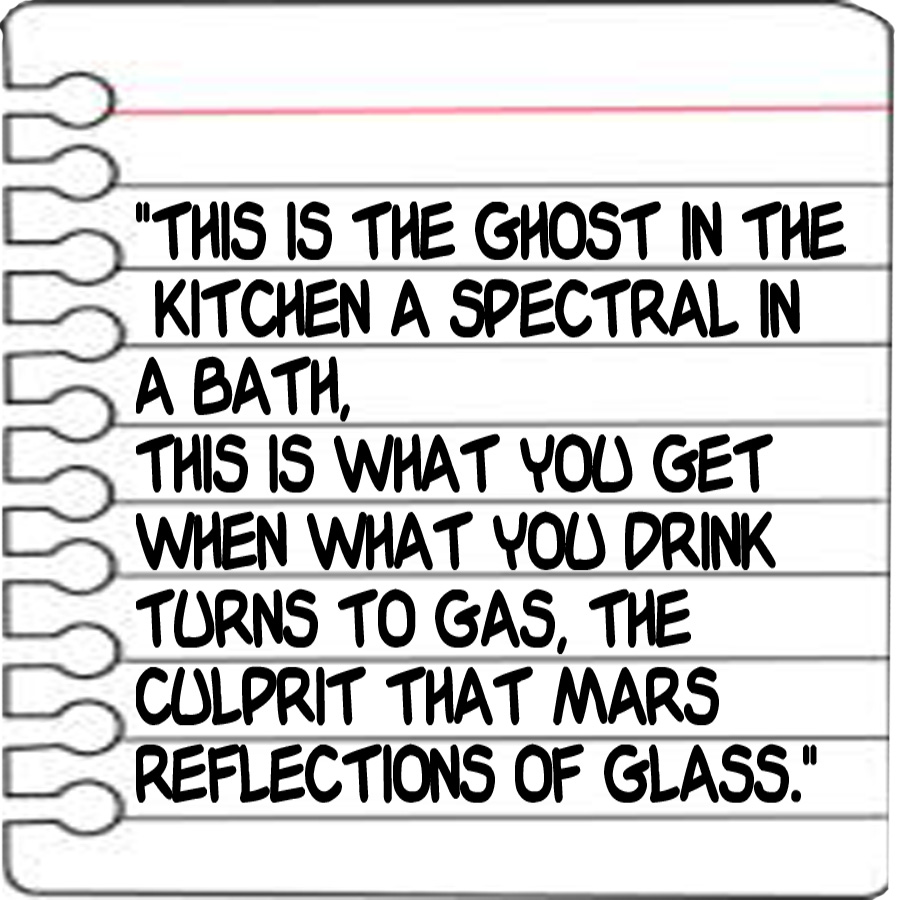 "THIS IS THE GHOST IN THE
KITCHEN A SPECTRAL IN
A BATH,
THIS IS WHAT YOU GET
WHEN WHAT YOU DRINK
TURNS TO GAS, THE
CULPRIT THAT MARS
REFLECTIONS OF GLASS."